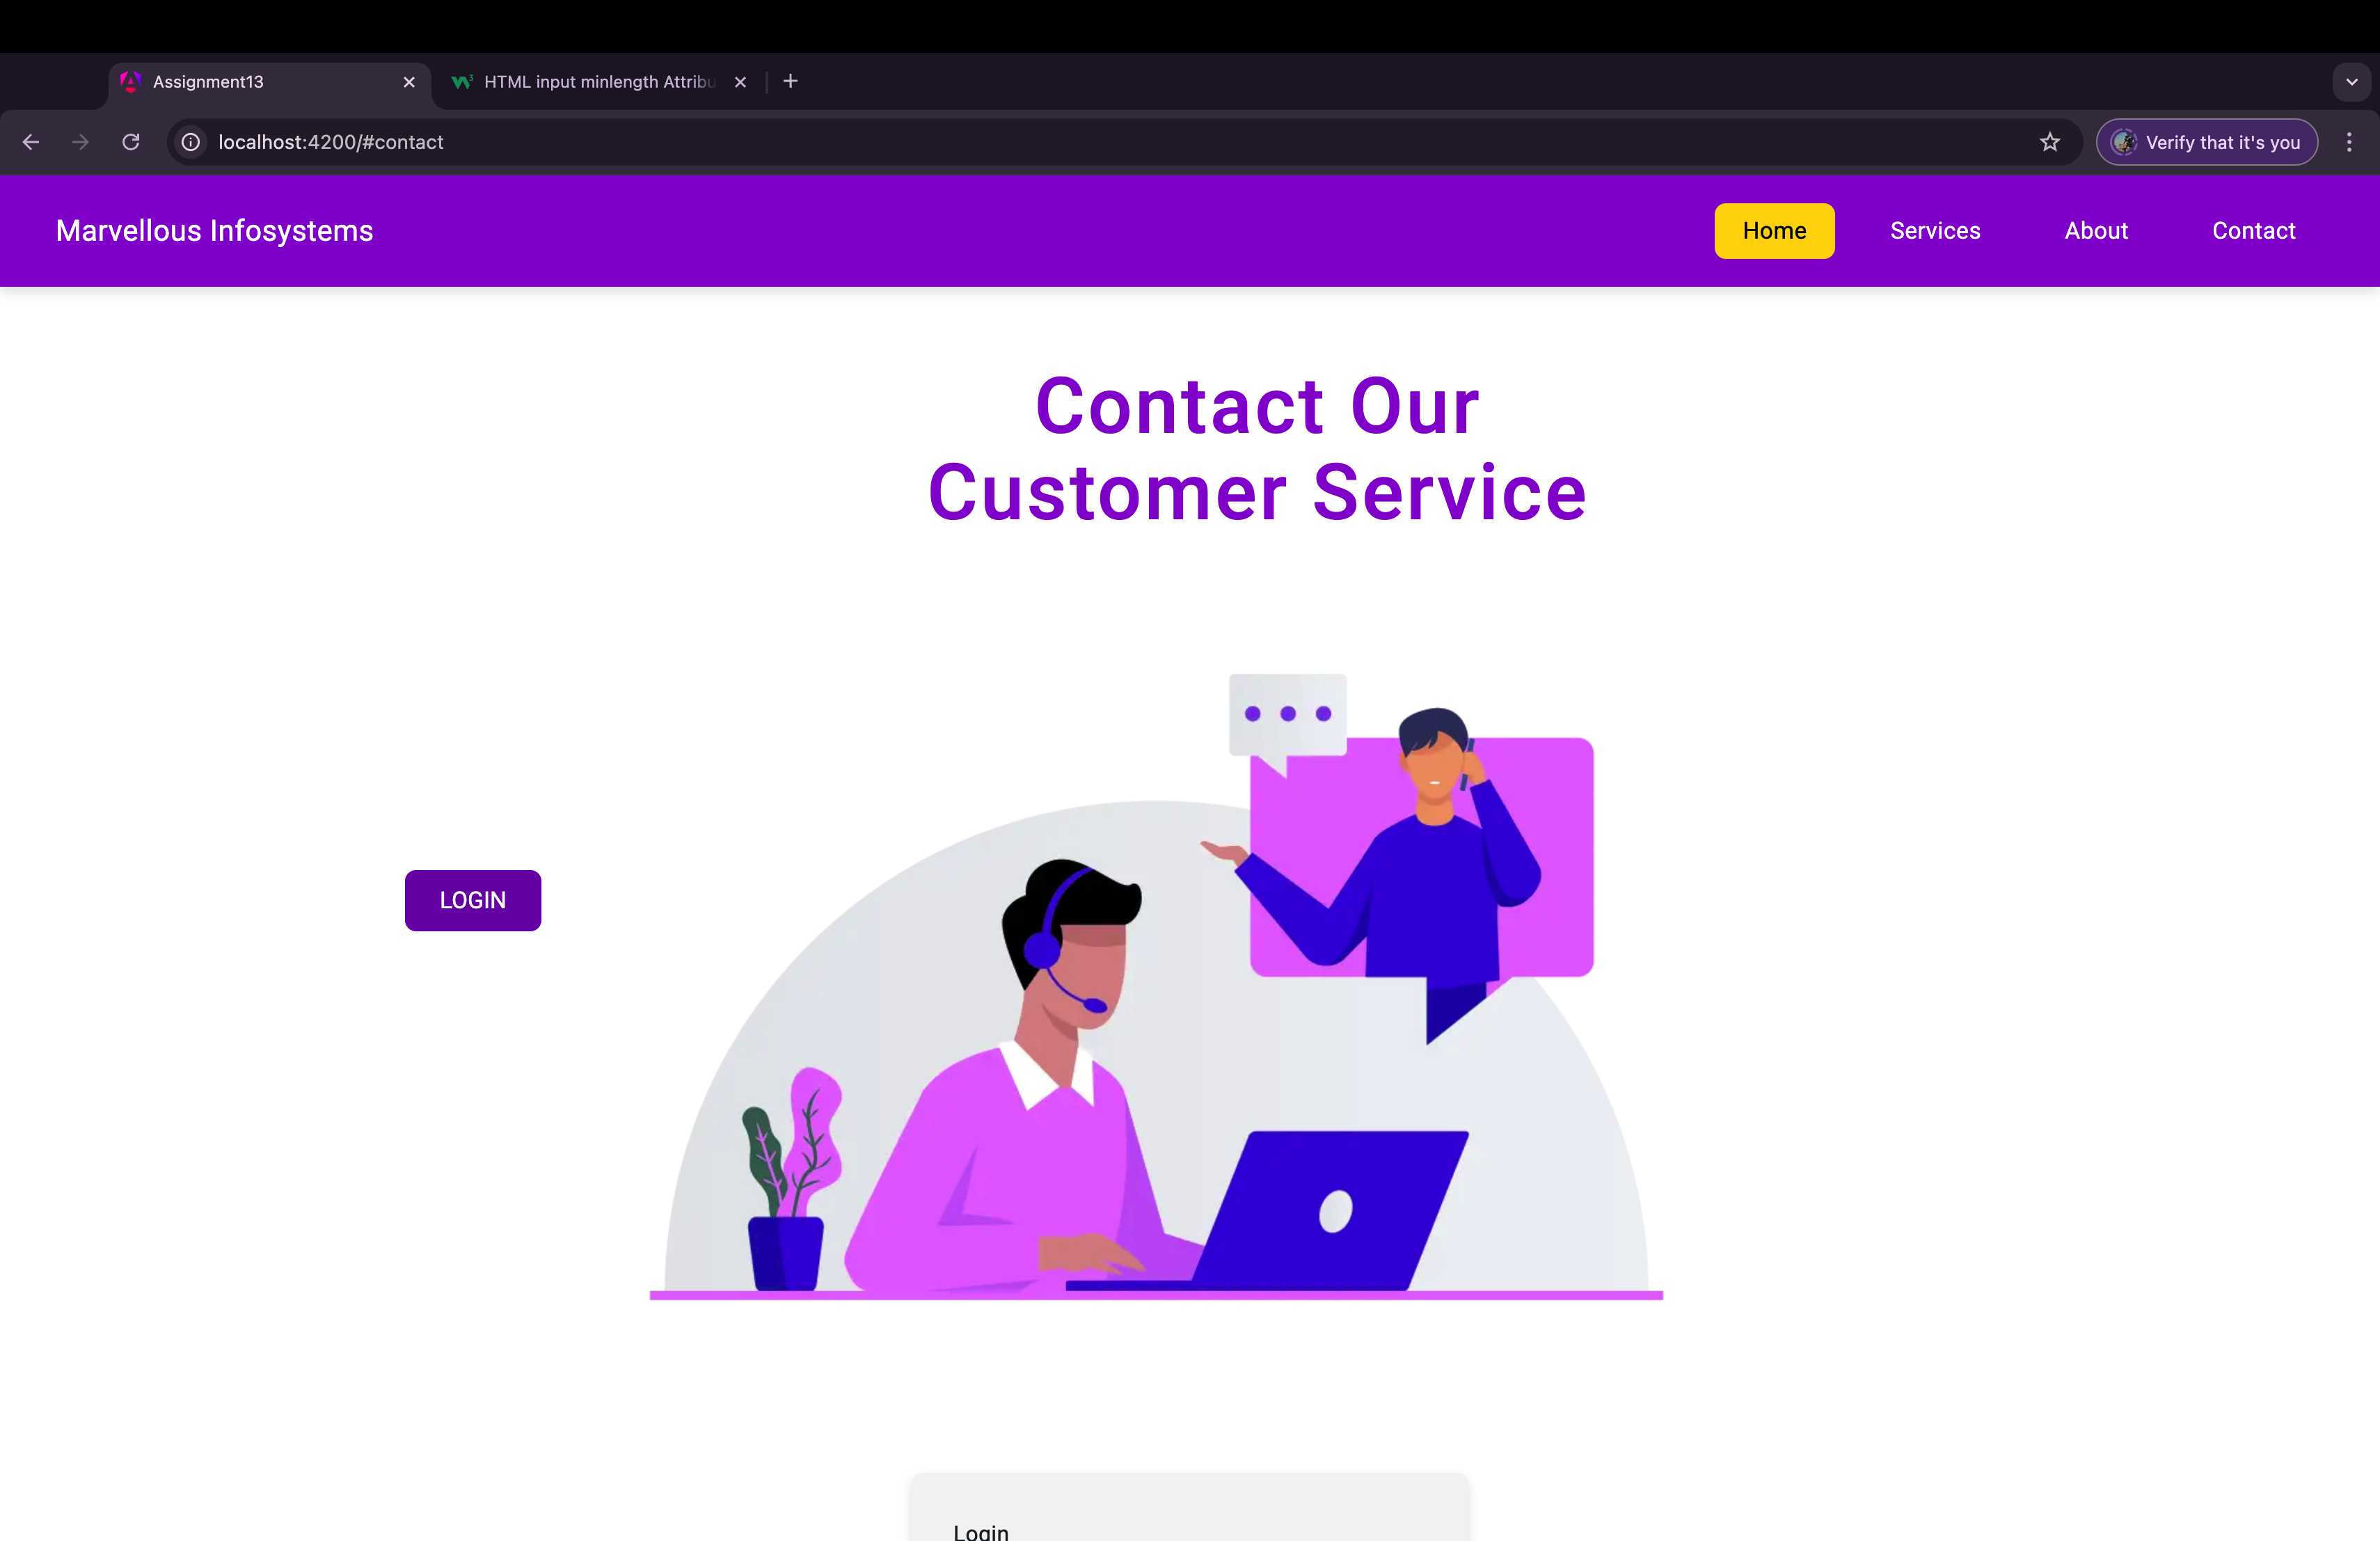 Assignment13
HTML input minlength Attribu
localhost:4200/#contact
Verify that it's you
Marvellous Infosystems
Home
Services
About
Contact
Contact Our
Customer Service
LOGIN
Login